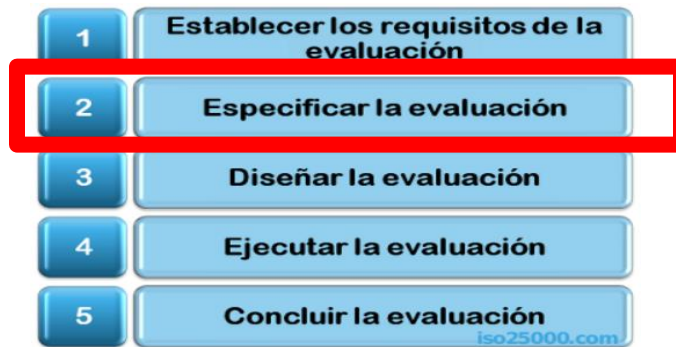 1
Establecer los requisitos de la
evaluación
2
Especificar la evaluación
3
Diseñar la evaluación
4
Ejecutar la evaluación
5
Concluir la evaluación
iso25000.com